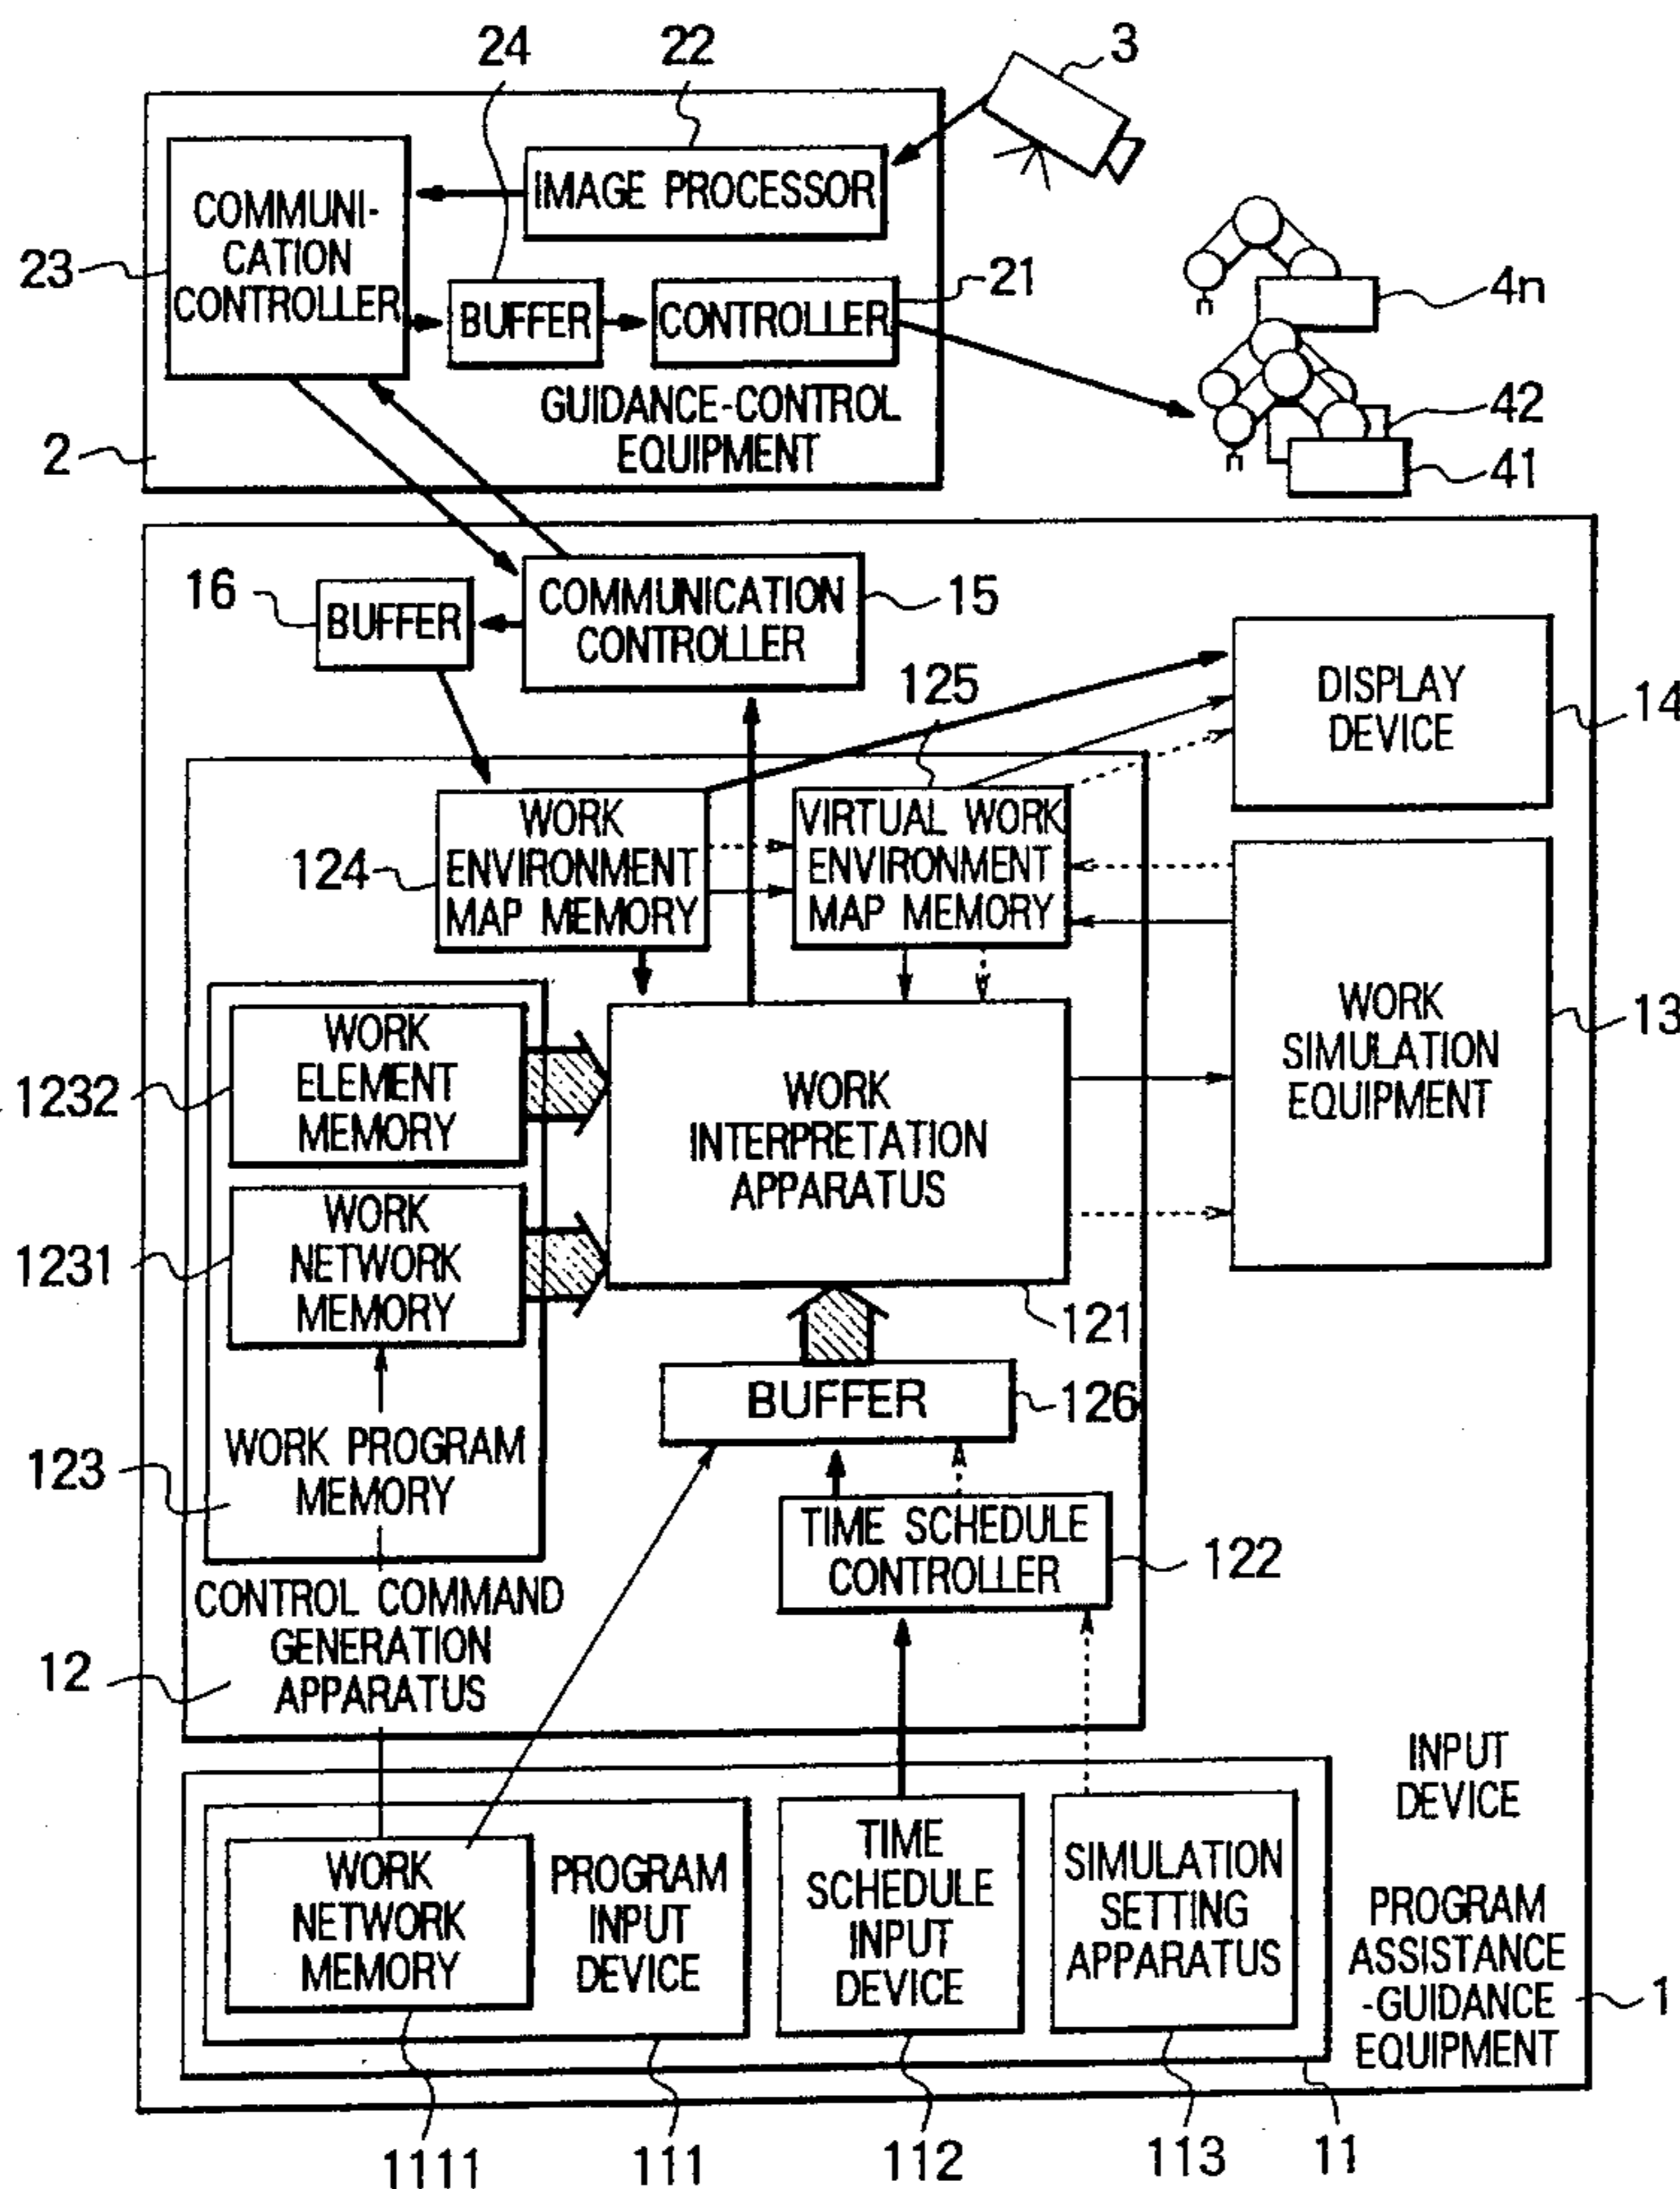 24
22
3
COMMUNI-
CATION
CONTROLLER
IMAGE PROCESSOR
23
BUFFER
CONTROLLER
21
4n
GUIDANCE-CONTROL
EQUIPMENT
2
42
41
16
BUFFER
COMMUNICATION
CONTROLLER
15
125
DISPLAY
DEVICE
14
WORK
ENVIRONMENT
MAP MEMORY
124
VIRTUAL WORK
ENVIRONMENT
MAP MEMORY
WORK
SIMULATION
EQUIPMENT
13
WORK
ELEMENT
MEMORY
1232
WORK
INTERPRETATION
APPARATUS
WORK
NETWORK
MEMORY
1231
121
BUFFER
126
WORK PROGRAM
MEMORY
123
TIME SCHEDULE
CONTROLLER
122
CONTROL COMMAND
GENERATION
APPARATUS
12
INPUT
DEVICE
WORK
NETWORK
MEMORY
PROGRAM
INPUT
DEVICE
TIME
SCHEDULE
INPUT
DEVICE
SIMULATION
SETTING
APPARATUS
PROGRAM
ASSISTANCE
-GUIDANCE
EQUIPMENT
1
1111
111
112
113
11